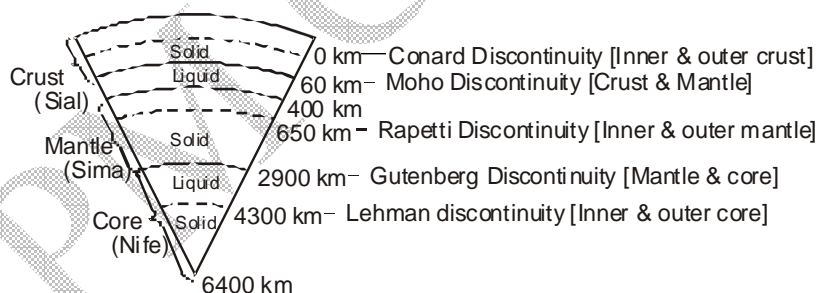 Solid
0 km—Conard Discontinuity [Inner & outer crust]
Crust
(Sial)
Liquid
60 km– Moho Discontinuity [Crust & Mantle]
400 km
650 km– Rapetti Discontinuity [Inner & outer mantle]
Mantle
(Sima)
Solid
2900 km– Gutenberg Discontinuity [Mantle & core]
Liquid
Core
(Nife)
Solid
4300 km– Lehman discontinuity [Inner & outer core]
6400 km